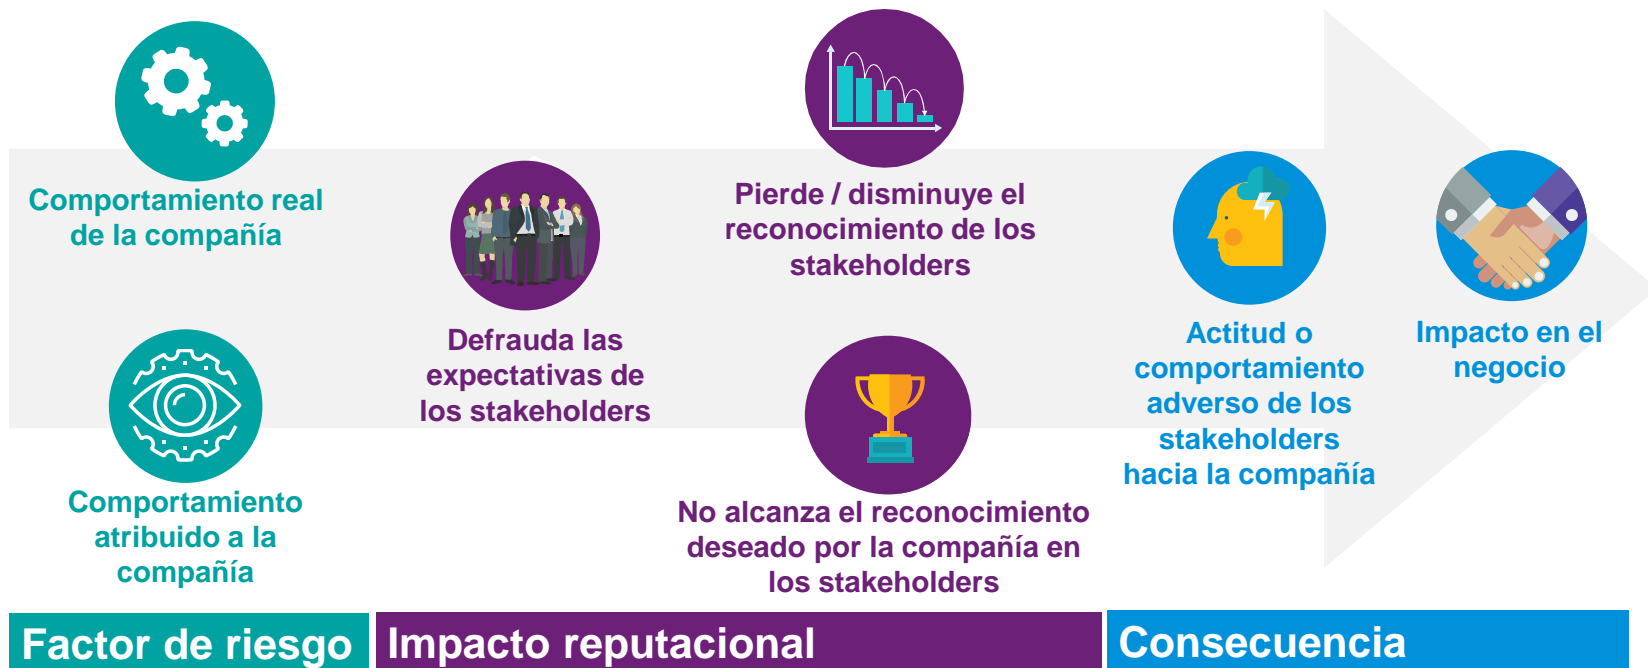 Comportamiento real
de la compañía
Comportamiento
atribuido a la
compañía
Defrauda las
expectativas de
los stakeholders
Pierde / disminuye el
reconocimiento de los
stakeholders
No alcanza el reconocimiento
deseado por la compañía en
los stakeholders
Actitud o
comportamiento
adverso de los
stakeholders
hacia la compañía
Impacto en el
negocio
Factor de riesgo
Impacto reputacional
Consecuencia